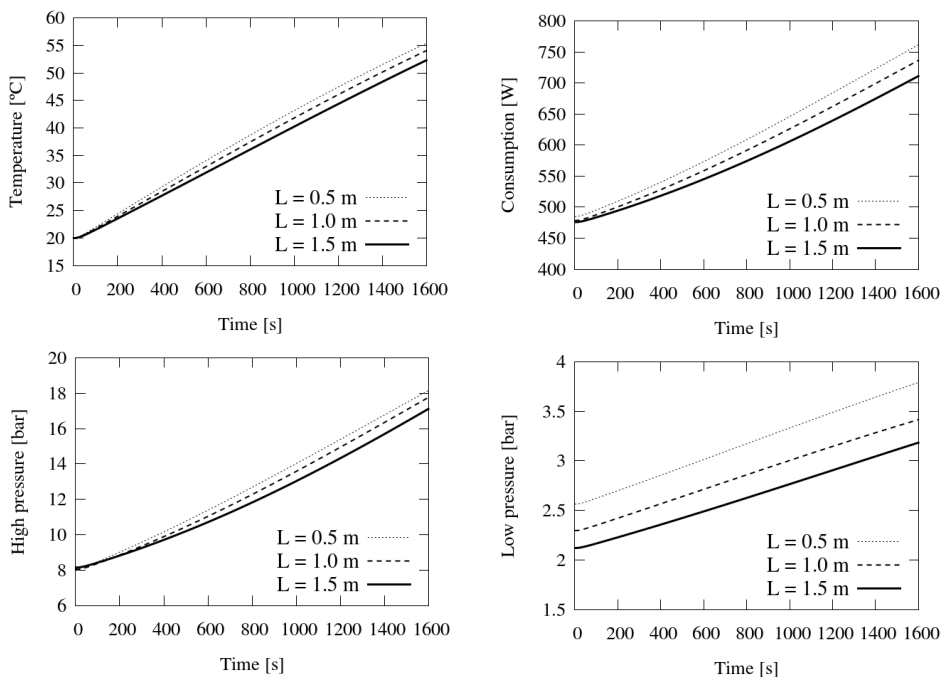 60
55
50
45
40
35
30
25
20
15
Temperature [ºC]
L = 0.5 m
L = 1.0 m
L = 1.5 m
0 200 400 600 800 1000 1200 1400 1600
Time [s]
800
750
700
650
600
550
500
450
400
Consumption [W]
L = 0.5 m
L = 1.0 m
L = 1.5 m
0 200 400 600 800 1000 1200 1400 1600
Time [s]
20
18
16
14
12
10
8
6
High pressure [bar]
L = 0.5 m
L = 1.0 m
L = 1.5 m
0 200 400 600 800 1000 1200 1400 1600
Time [s]
4
3.5
3
2.5
2
1.5
Low pressure [bar]
L = 0.5 m
L = 1.0 m
L = 1.5 m
0 200 400 600 800 1000 1200 1400 1600
Time [s]